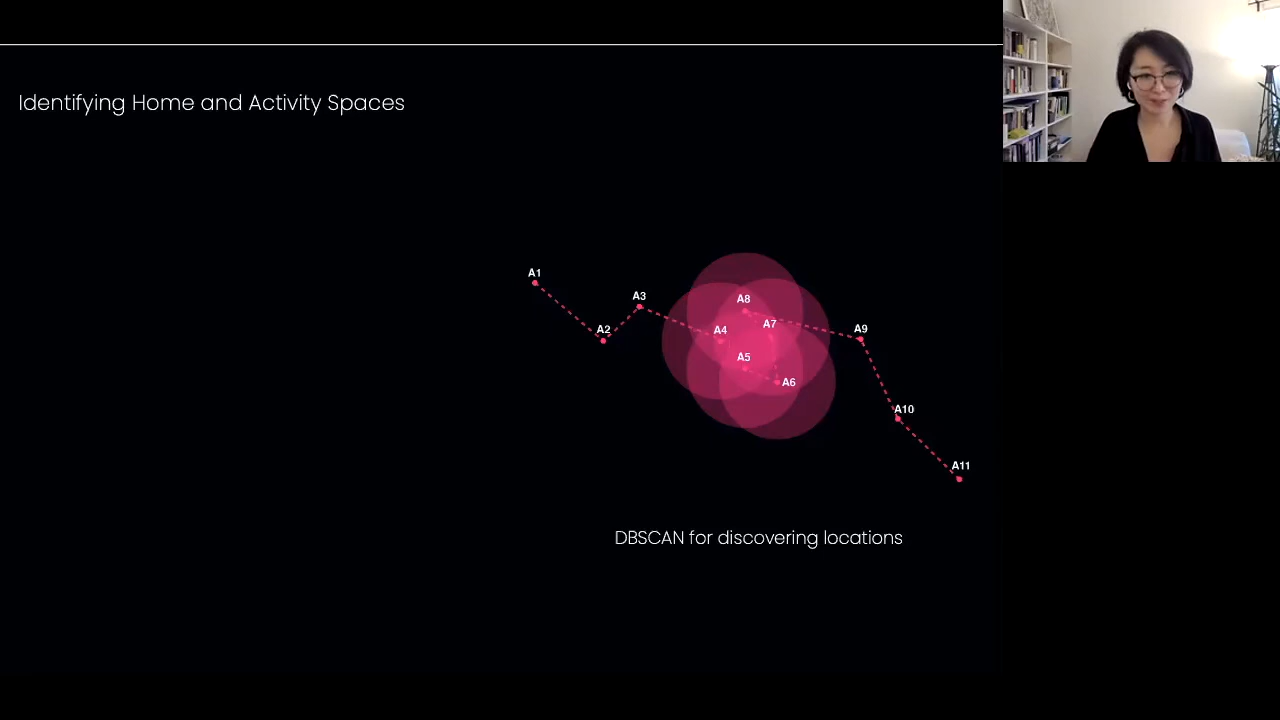 Identifying Home and Activity Spaces
A1
A3
A8
A7
A2
A4
A9
A5
A6
A10
A11
DBSCAN for discovering locations